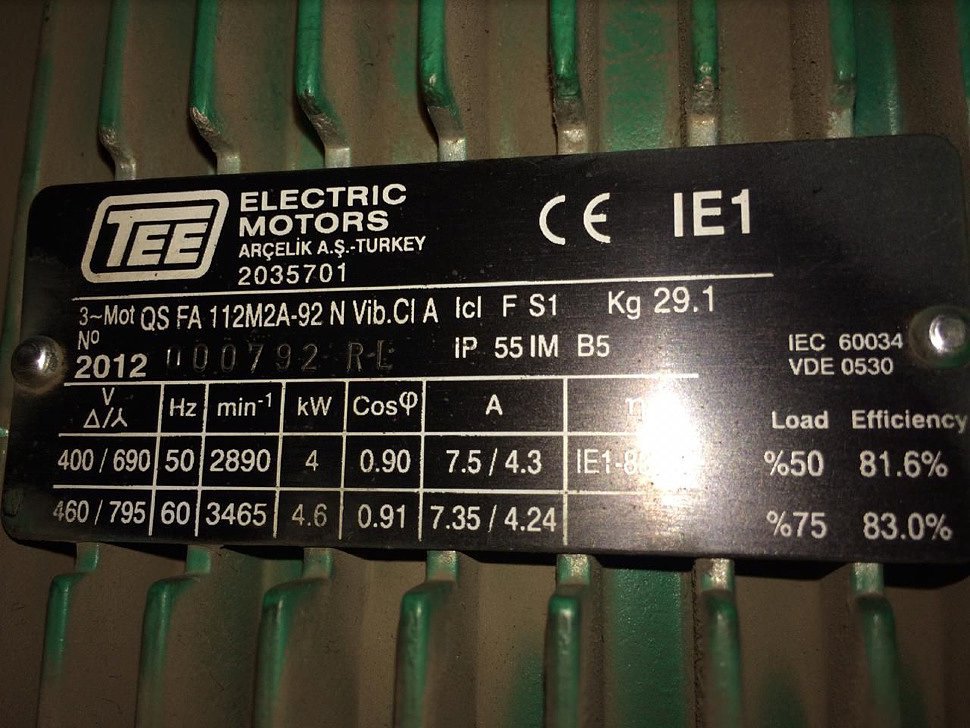 TEE
ELECTRIC
MOTORS
ARÇELİK A.Ş.-TURKEY
2035701
CE IE1
3~Mot QS FA 112M2A-92 N Vib.Cl A Icl F S1 Kg 29.1
Nº
2012 000792 RL IP 55 IM B5
IEC 60034
VDE 0530
V
Δ/⅄ Hz min⁻¹ kW Cosφ A η
400 / 690 50 2890 4 0.90 7.5 / 4.3
460 / 795 60 3465 4.6 0.91 7.35 / 4.24
Load Efficiency
%50 81.6%
%75 83.0%